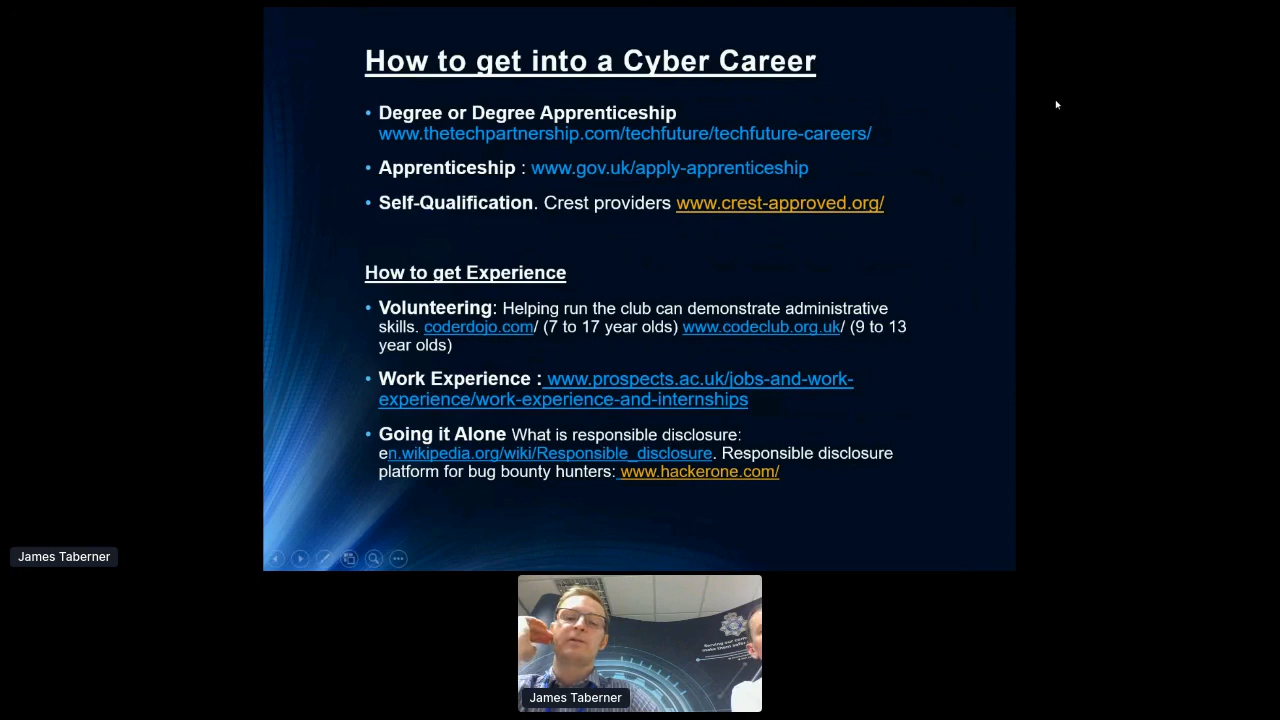 How to get into a Cyber Career
• Degree or Degree Apprenticeship
www.thetechpartnership.com/techfuture/techfuture-careers/
• Apprenticeship : www.gov.uk/apply-apprenticeship
• Self-Qualification. Crest providers www.crest-approved.org/
How to get Experience
• Volunteering: Helping run the club can demonstrate administrative
skills. coderdojo.com/ (7 to 17 year olds) www.codeclub.org.uk/ (9 to 13
year olds)
• Work Experience : www.prospects.ac.uk/jobs-and-work-
experience/work-experience-and-internships
• Going it Alone What is responsible disclosure:
en.wikipedia.org/wiki/Responsible_disclosure. Responsible disclosure
platform for bug bounty hunters: www.hackerone.com/
James Taberner
Serving our
make them
James Taberner